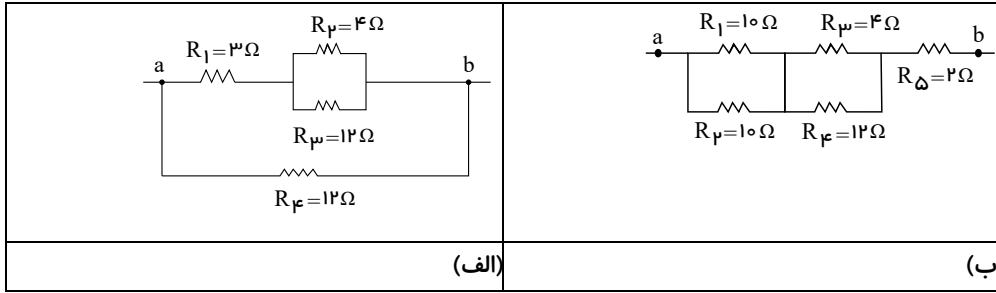 R₁=۱۰Ω R₃=۴Ω
a b
R₅=۲Ω
R₂=۱۰Ω R₄=۱۲Ω
ب)
R₂=۴Ω
R₁=۳Ω
a b
R₃=۱۲Ω
R₄=۱۲Ω
الف)